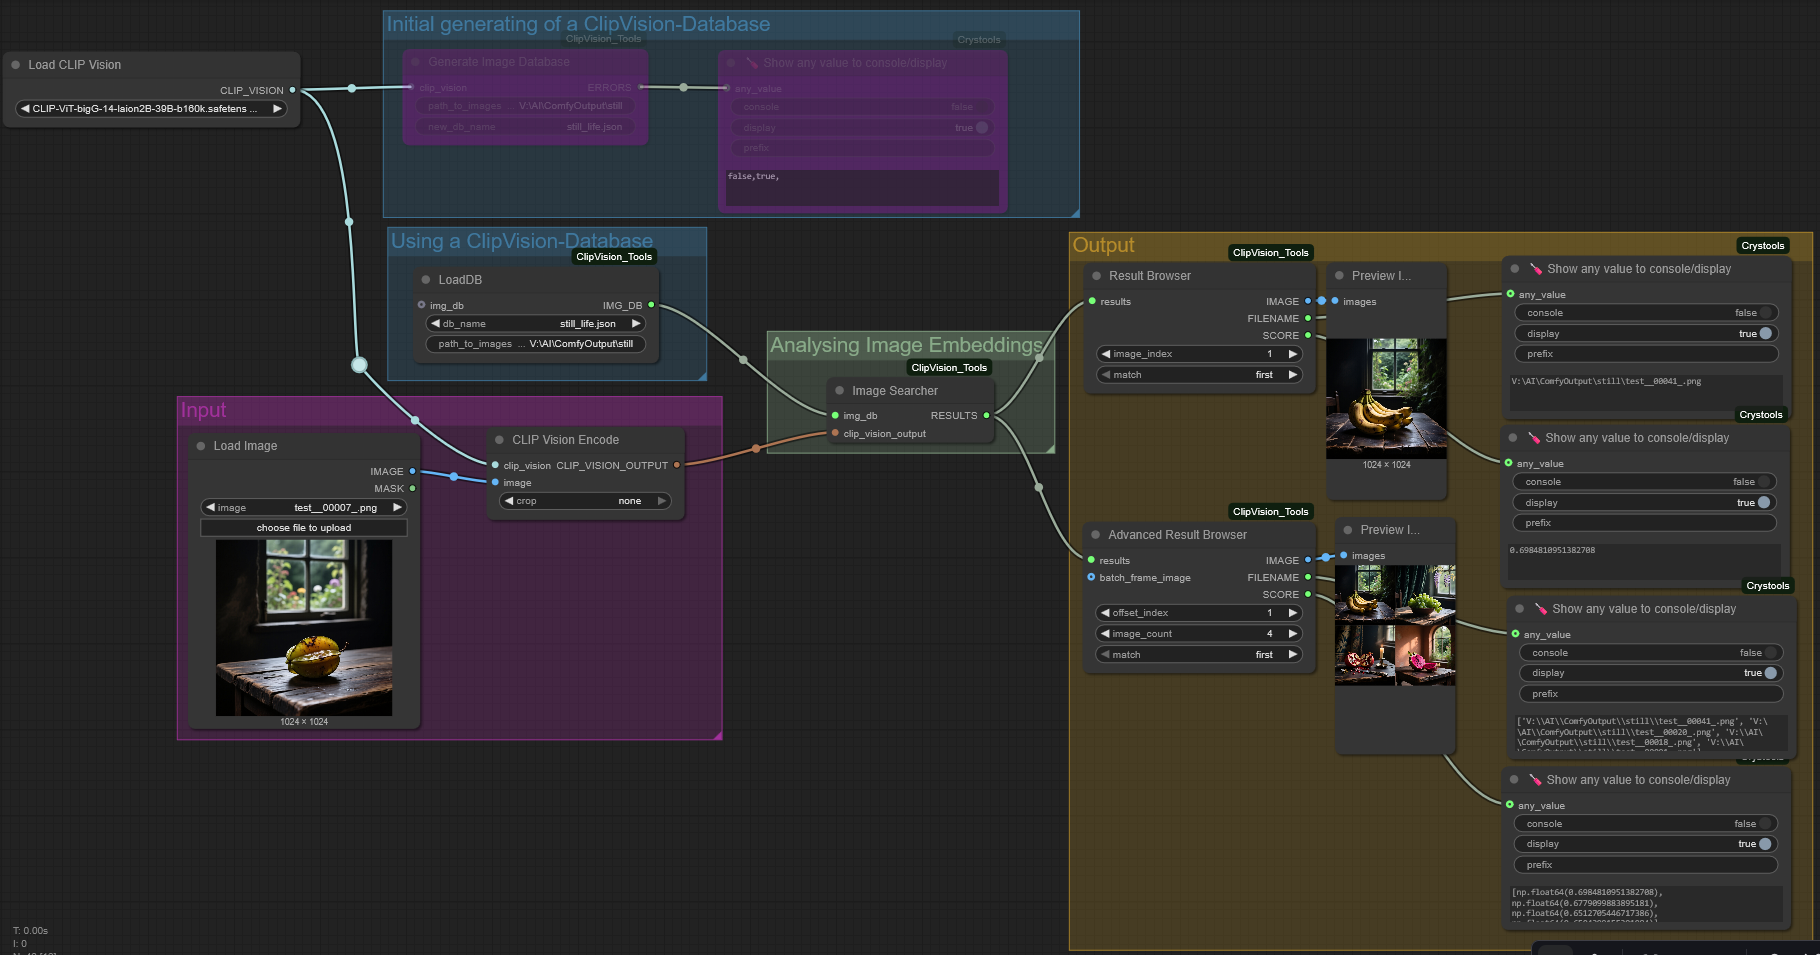 Initial generating of a ClipVision-Database
ClipVision_Tools
Crystools
Load CLIP Vision
CLIP_VISION
CLIP-ViT-bigG-14-laion2B-39B-b160k.safetens ...
Generate Image Database
clip_vision
ERRORS
path_to_images ... V:\AI\ComfyOutput\still
new_db_name still_life.json
Show any value to console/display
any_value
console false
display true
prefix
false,true,
Using a ClipVision-Database
ClipVision_Tools
LoadDB
img_db IMG_DB
db_name still_life.json
path_to_images ... V:\AI\ComfyOutput\still
Analysing Image Embeddings
ClipVision_Tools
Image Searcher
img_db RESULTS
clip_vision_output
Input
Load Image
IMAGE
MASK
image test__00007_.png
choose file to upload
1024 × 1024
CLIP Vision Encode
clip_vision CLIP_VISION_OUTPUT
image
crop none
Output
ClipVision_Tools
Result Browser
results IMAGE
FILENAME
SCORE
image_index 1
match first
Preview I...
images
1024 × 1024
Crystools
Show any value to console/display
any_value
console false
display true
prefix
V:\AI\ComfyOutput\still\test__00041_.png
Crystools
Show any value to console/display
any_value
console false
display true
prefix
0.6984810951382708
ClipVision_Tools
Advanced Result Browser
results IMAGE
batch_frame_image FILENAME
SCORE
offset_index 1
image_count 4
match first
Preview I...
images
Crystools
Show any value to console/display
any_value
console false
display true
prefix
['V:\\AI\\ComfyOutput\\still\\test__00041_.png', 'V:\
\AI\\ComfyOutput\\still\\test__00020_.png', 'V:\\AI\
\ComfyOutput\\still\\test__00018_.png', 'V:\\AI\
Show any value to console/display
any_value
console false
display true
prefix
[np.float64(0.6984810951382708),
np.float64(0.6779099883895181),
np.float64(0.6512705446717386),
T: 0.00s
I: 0